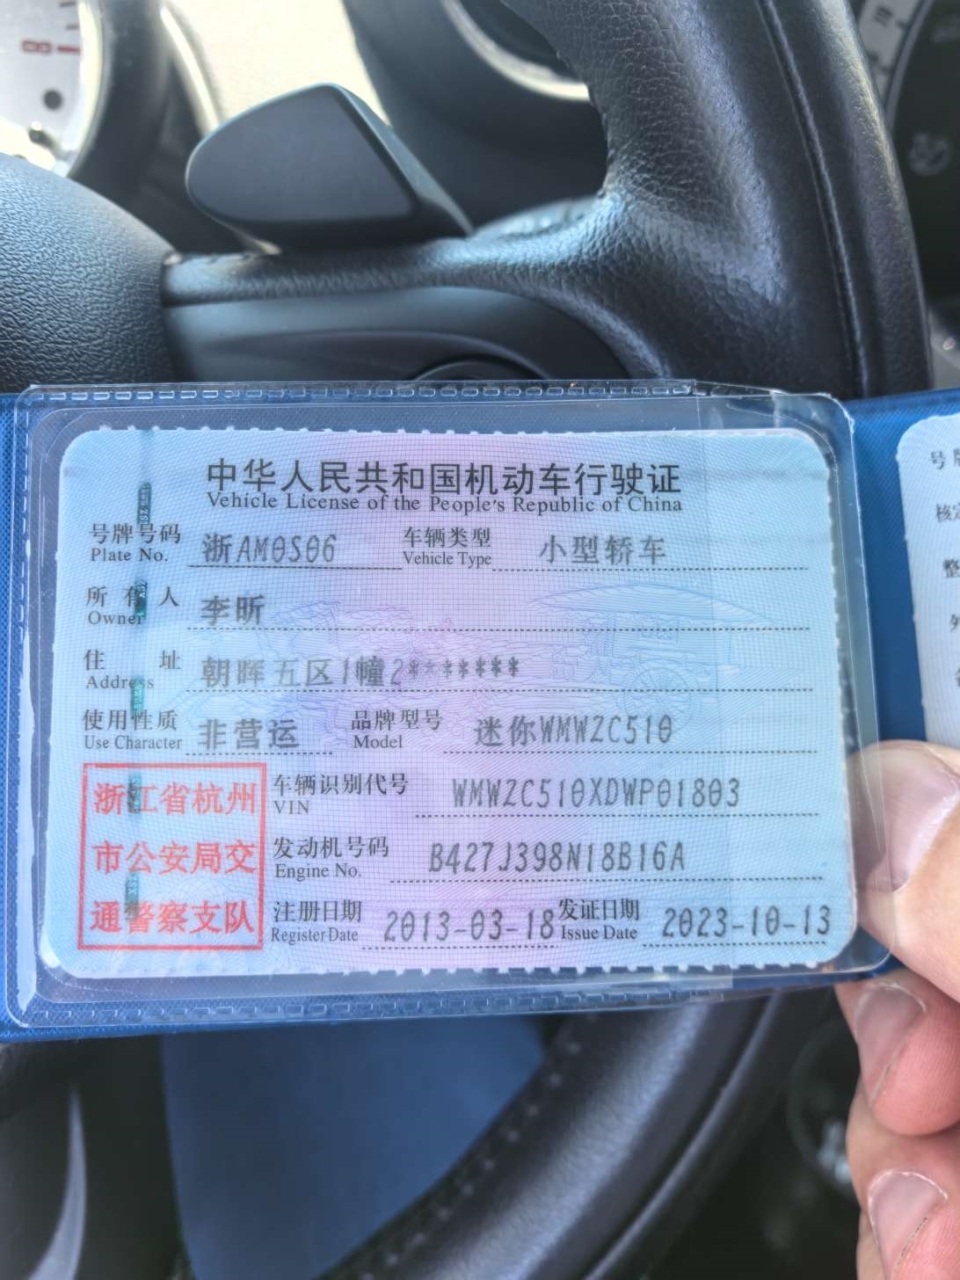 中华人民共和国机动车行驶证
Vehicle License of the People's Republic of China
号牌号码 浙AM0S06 车辆类型 小型轿车
Plate No. Vehicle Type
所有人 李昕
Owner
住址 朝晖五区1幢2*******
Address
使用性质 非营运 品牌型号 迷你WMWZC510
Use Character Model
浙江省杭州
市公安局交
通警察支队
车辆识别代号 WMWZC510XDWP01803
VIN
发动机号码 B427J398N18B16A
Engine No.
注册日期 2013-03-18 发证日期 2023-10-13
Register Date Issue Date
号牌
核定
整
外
8